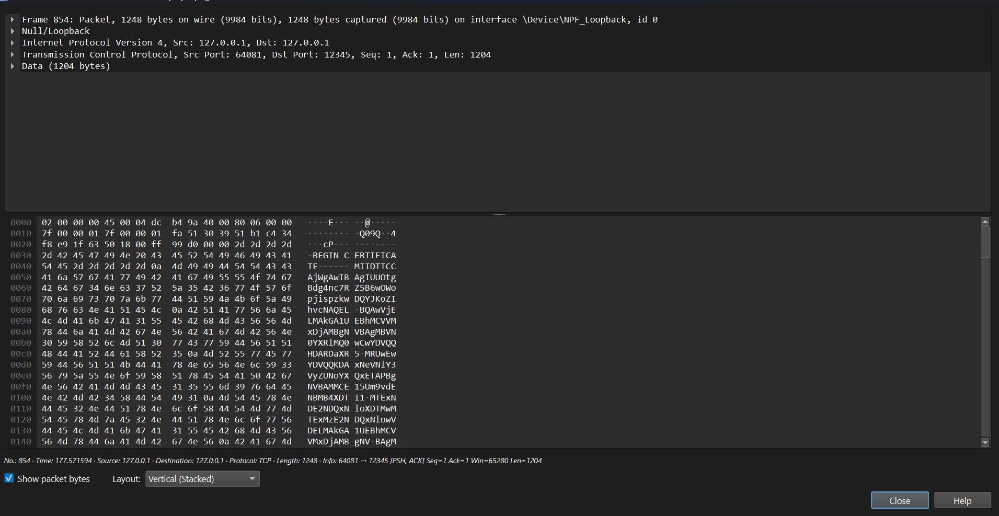 Frame 854: Packet, 1248 bytes on wire (9984 bits), 1248 bytes captured (9984 bits) on interface \Device\NPF_Loopback, id 0
Null/Loopback
Internet Protocol Version 4, Src: 127.0.0.1, Dst: 127.0.0.1
Transmission Control Protocol, Src Port: 64081, Dst Port: 12345, Seq: 1, Ack: 1, Len: 1204
Data (1204 bytes)
0000 02 00 00 00 45 00 04 dc b4 9a 40 00 80 06 00 00 ····E··· ··@·····
0010 7f 00 00 01 7f 00 00 01 fa 51 30 39 51 b1 c4 34 ········ ·Q09Q··4
0020 f8 e9 1f 63 50 18 00 ff 99 d0 00 00 2d 2d 2d 2d ···cP··· ····----
0030 2d 42 45 47 49 4e 20 43 45 52 54 49 46 49 43 41 -BEGIN C ERTIFICA
0040 54 45 2d 2d 2d 2d 2d 0a 4d 49 49 44 54 54 43 43 TE-----· MIIDTTCC
0050 41 6a 57 67 41 77 49 42 41 67 49 55 55 4f 74 67 AjWgAwIB AgIUUOtg
0060 42 64 67 34 6e 63 37 52 5a 35 42 36 77 4f 57 6f Bdg4nc7R Z5B6wOWo
0070 70 6a 69 73 70 7a 6b 77 44 51 59 4a 4b 6f 5a 49 pjispzkw DQYJKoZI
0080 68 76 63 4e 41 51 45 4c 0a 42 51 41 77 56 6a 45 hvcNAQEL ·BQAwVjE
0090 4c 4d 41 6b 47 41 31 55 45 42 68 4d 43 56 56 4d LMAkGA1U EBhMCVVM
00a0 78 44 6a 41 4d 42 67 4e 56 42 41 67 4d 42 56 4e xDjAMBgN VBAgMBVN
00b0 30 59 58 52 6c 4d 51 30 77 43 77 59 44 56 51 51 0YXRlMQ0 wCwYDVQQ
00c0 48 44 41 52 44 61 58 52 35 0a 4d 52 55 77 45 77 HDARDaXR 5·MRUwEw
00d0 59 44 56 51 51 4b 44 41 78 4e 65 56 4e 6c 59 33 YDVQQKDA xNeVNlY3
00e0 56 79 5a 55 4e 6f 59 58 51 78 45 54 41 50 42 67 VyZUNoYX QxETAPBg
00f0 4e 56 42 41 4d 4d 43 45 31 35 55 6d 39 76 64 45 NVBAMMCE 15Um9vdE
0100 4e 42 4d 42 34 58 44 54 49 31 0a 4d 54 45 78 4e NBMB4XDT I1·MTExN
0110 44 45 32 4e 44 51 78 4e 6c 6f 58 44 54 4d 77 4d DE2NDQxN loXDTMwM
0120 54 45 78 4d 7a 45 32 4e 44 51 78 4e 6c 6f 77 56 TExMzE2N DQxNlowV
0130 44 45 4c 4d 41 6b 47 41 31 55 45 42 68 4d 43 56 DELMAkGA 1UEBhMCV
0140 56 4d 78 44 6a 41 4d 42 67 4e 56 0a 42 41 67 4d VMxDjAMB gNV·BAgM
No.: 854 · Time: 177.571594 · Source: 127.0.0.1 · Destination: 127.0.0.1 · Protocol: TCP · Length: 1248 · Info: 64081 → 12345 [PSH, ACK] Seq=1 Ack=1 Win=65280 Len=1204
Show packet bytes Layout: Vertical (Stacked)
Close Help